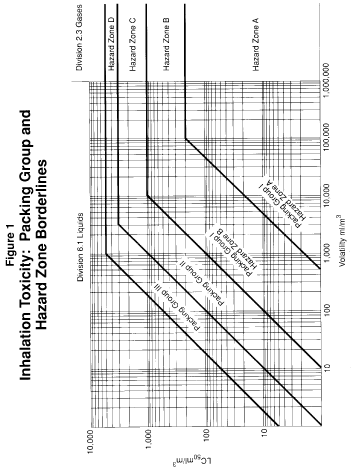 Figure 1
Inhalation Toxicity: Packing Group and
Hazard Zone Borderlines
Division 6.1 Liquids
Division 2.3 Gases
Hazard Zone D
Hazard Zone C
Hazard Zone B
Hazard Zone A
Packing Group III
Packing Group II
Packing Group I
Hazard Zone B
Packing Group I
Hazard Zone A
LC50ml/m³
10,000
1,000
100
10
10
100
1,000
10,000
100,000
1,000,000
Volatility ml/m³